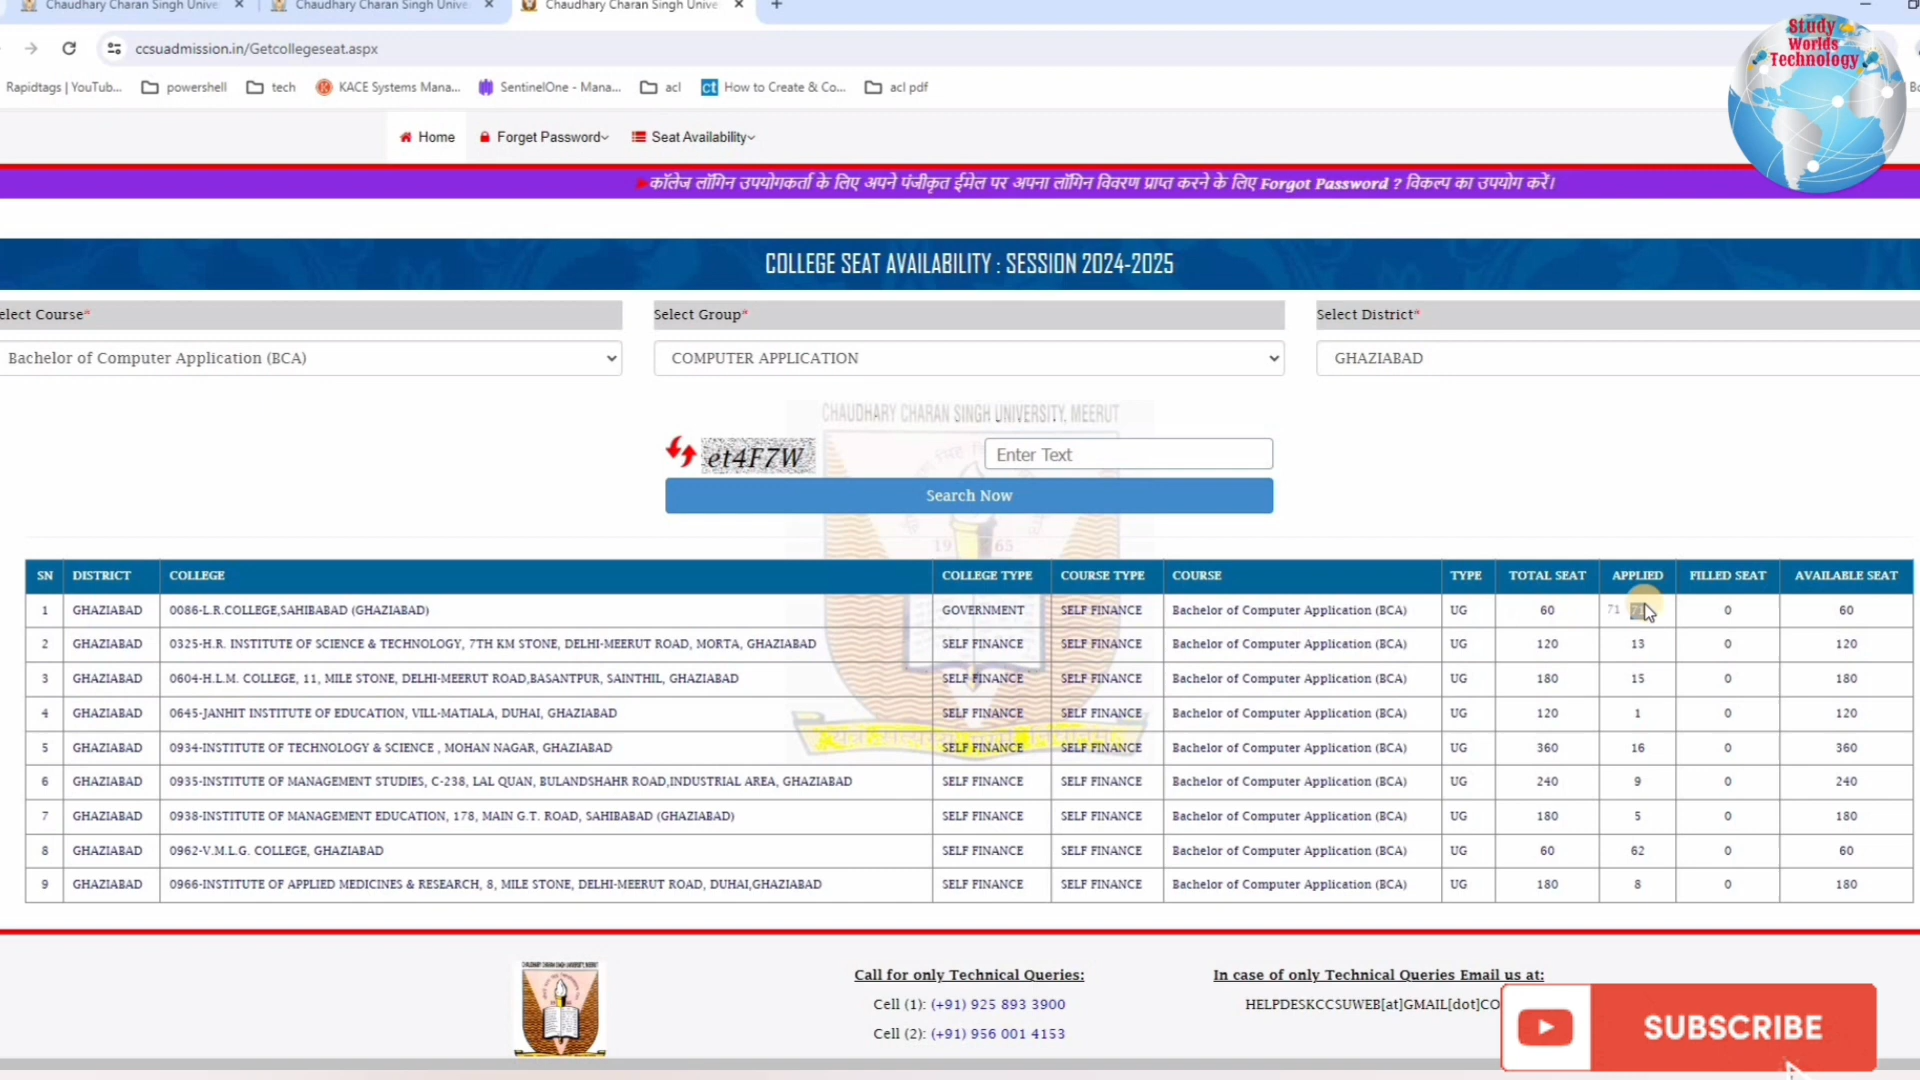 Chaudhary Charan Singh Unive
Chaudhary Charan Singh Unive
Chaudhary Charan Singh Unive
ccsuadmission.in/Getcollegeseat.aspx
Study Worlds Technology
Rapidtags | YouTub...
powershell
tech
KACE Systems Mana...
SentinelOne - Mana...
acl
ct How to Create & Co...
acl pdf
Home
Forget Password
Seat Availability
कॉलेज लॉगिन उपयोगकर्ता के लिए अपने पंजीकृत ईमेल पर अपना लॉगिन विवरण प्राप्त करने के लिए Forgot Password ? विकल्प का उपयोग करें।
COLLEGE SEAT AVAILABILITY : SESSION 2024-2025
elect Course* Select Group* Select District*
Bachelor of Computer Application (BCA) COMPUTER APPLICATION GHAZIABAD
CHAUDHARY CHARAN SINGH UNIVERSITY, MEERUT
et4F7W Enter Text
Search Now
19 65
SN DISTRICT COLLEGE COLLEGE TYPE COURSE TYPE COURSE TYPE TOTAL SEAT APPLIED FILLED SEAT AVAILABLE SEAT
1 GHAZIABAD 0086-L.R.COLLEGE,SAHIBABAD (GHAZIABAD) GOVERNMENT SELF FINANCE Bachelor of Computer Application (BCA) UG 60 71 71 0 60
2 GHAZIABAD 0325-H.R. INSTITUTE OF SCIENCE & TECHNOLOGY, 7TH KM STONE, DELHI-MEERUT ROAD, MORTA, GHAZIABAD SELF FINANCE SELF FINANCE Bachelor of Computer Application (BCA) UG 120 13 0 120
3 GHAZIABAD 0604-H.L.M. COLLEGE, 11, MILE STONE, DELHI-MEERUT ROAD,BASANTPUR, SAINTHIL, GHAZIABAD SELF FINANCE SELF FINANCE Bachelor of Computer Application (BCA) UG 180 15 0 180
4 GHAZIABAD 0645-JANHIT INSTITUTE OF EDUCATION, VILL-MATIALA, DUHAI, GHAZIABAD SELF FINANCE SELF FINANCE Bachelor of Computer Application (BCA) UG 120 1 0 120
5 GHAZIABAD 0934-INSTITUTE OF TECHNOLOGY & SCIENCE , MOHAN NAGAR, GHAZIABAD SELF FINANCE SELF FINANCE Bachelor of Computer Application (BCA) UG 360 16 0 360
6 GHAZIABAD 0935-INSTITUTE OF MANAGEMENT STUDIES, C-238, LAL QUAN, BULANDSHAHR ROAD,INDUSTRIAL AREA, GHAZIABAD SELF FINANCE SELF FINANCE Bachelor of Computer Application (BCA) UG 240 9 0 240
7 GHAZIABAD 0938-INSTITUTE OF MANAGEMENT EDUCATION, 178, MAIN G.T. ROAD, SAHIBABAD (GHAZIABAD) SELF FINANCE SELF FINANCE Bachelor of Computer Application (BCA) UG 180 5 0 180
8 GHAZIABAD 0962-V.M.L.G. COLLEGE, GHAZIABAD SELF FINANCE SELF FINANCE Bachelor of Computer Application (BCA) UG 60 62 0 60
9 GHAZIABAD 0966-INSTITUTE OF APPLIED MEDICINES & RESEARCH, 8, MILE STONE, DELHI-MEERUT ROAD, DUHAI,GHAZIABAD SELF FINANCE SELF FINANCE Bachelor of Computer Application (BCA) UG 180 8 0 180
Call for only Technical Queries: In case of only Technical Queries Email us at:
Cell (1): (+91) 925 893 3900 HELPDESKCCSUWEB[at]GMAIL[dot]CO
Cell (2): (+91) 956 001 4153
SUBSCRIBE